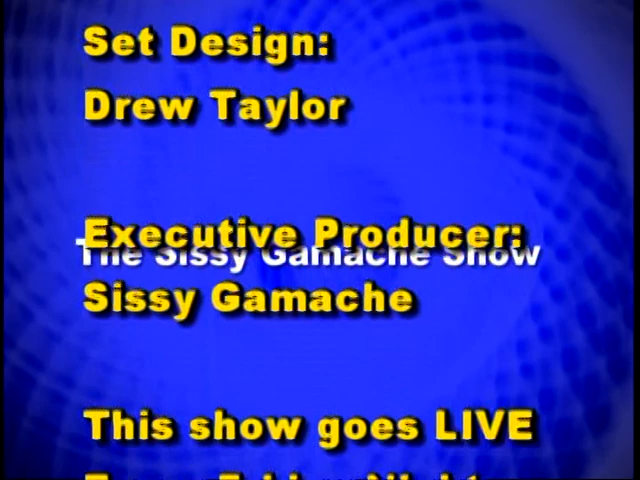 Set Design:
Drew Taylor
Executive Producer:
The Sissy Gamache Show
Sissy Gamache
This show goes LIVE